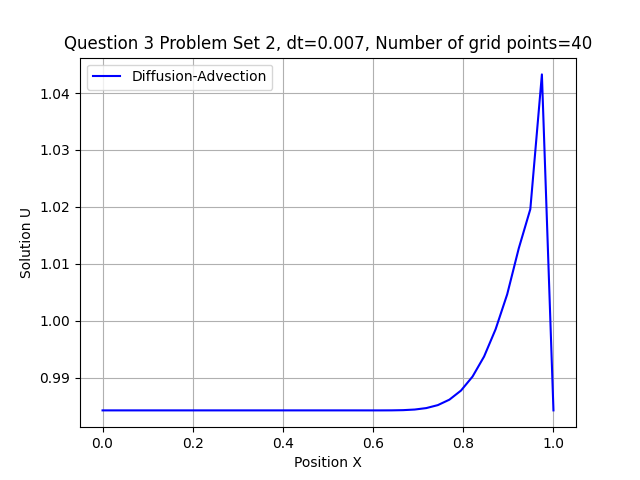 Question 3 Problem Set 2, dt=0.007, Number of grid points=40
Diffusion-Advection
1.04
1.03
1.02
1.01
1.00
0.99
Solution U
0.0 0.2 0.4 0.6 0.8 1.0
Position X